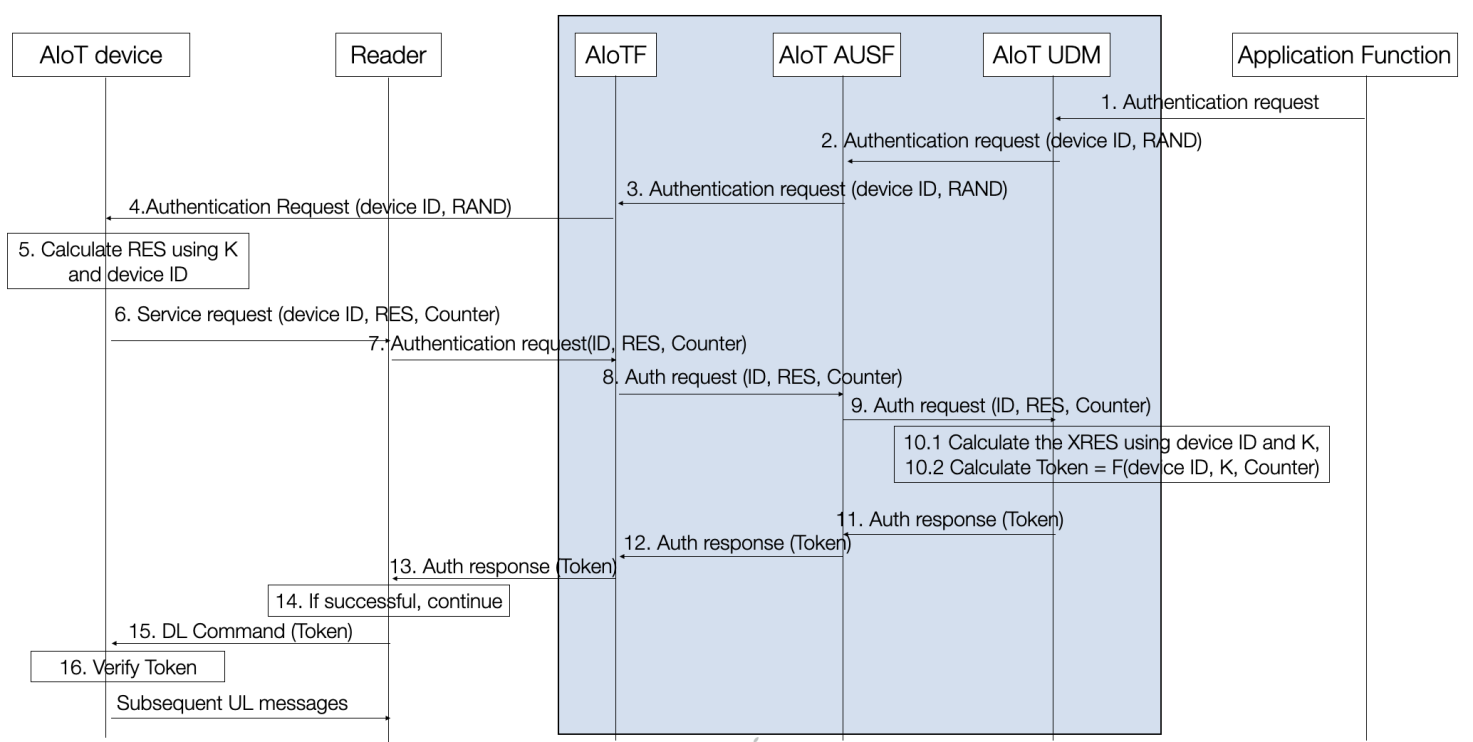 AIoT device
Reader
AIoTF
AIoT AUSF
AIoT UDM
Application Function
1. Authentication request
2. Authentication request (device ID, RAND)
3. Authentication request (device ID, RAND)
4.Authentication Request (device ID, RAND)
5. Calculate RES using K
and device ID
6. Service request (device ID, RES, Counter)
7. Authentication request(ID, RES, Counter)
8. Auth request (ID, RES, Counter)
9. Auth request (ID, RES, Counter)
10.1 Calculate the XRES using device ID and K,
10.2 Calculate Token = F(device ID, K, Counter)
11. Auth response (Token)
12. Auth response (Token)
13. Auth response (Token)
14. If successful, continue
15. DL Command (Token)
16. Verify Token
Subsequent UL messages